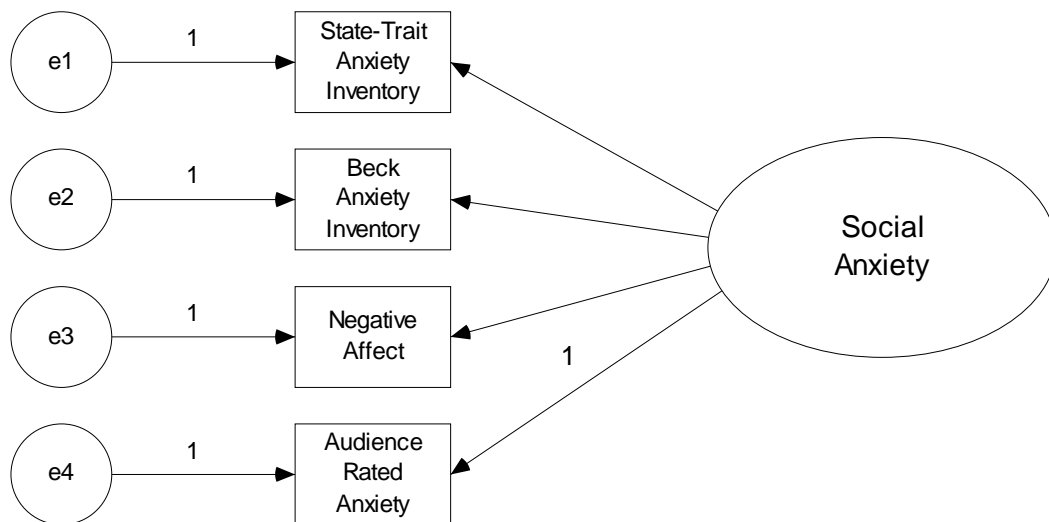 e1
1
State-Trait
Anxiety
Inventory
e2
1
Beck
Anxiety
Inventory
Social
Anxiety
e3
1
Negative
Affect
1
e4
1
Audience
Rated
Anxiety